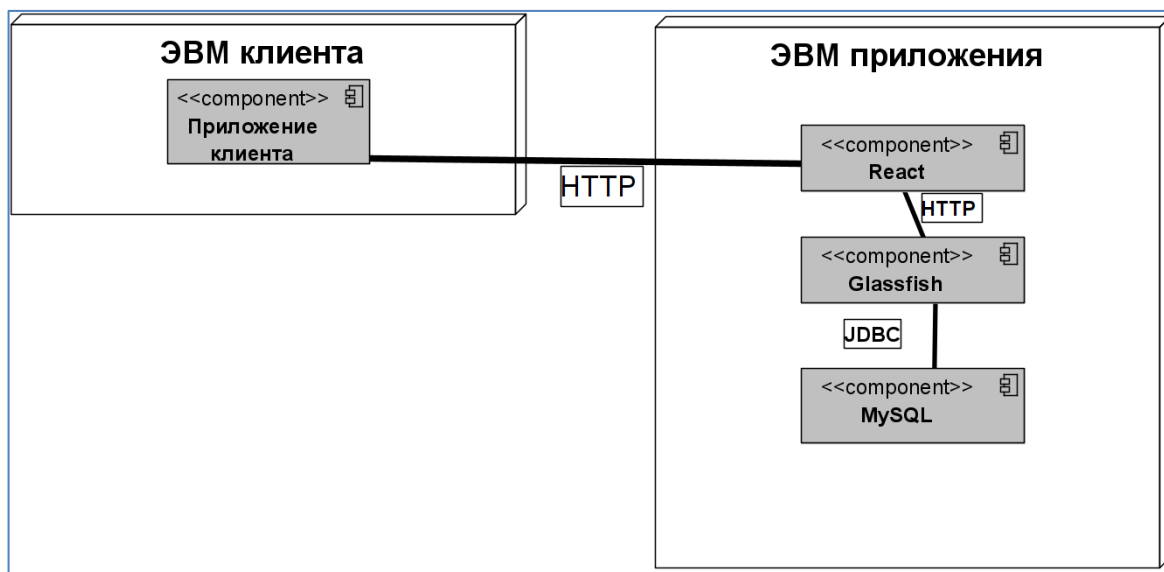 ЭВМ клиента
<<component>>
Приложение
клиента
HTTP
ЭВМ приложения
<<component>>
React
HTTP
<<component>>
Glassfish
JDBC
<<component>>
MySQL